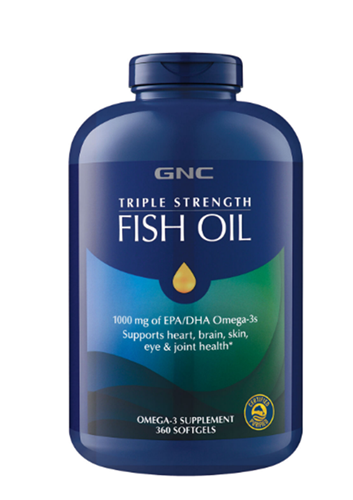 GNC
TRIPLE STRENGTH
FISH OIL
1000 mg of EPA/DHA Omega-3s
Supports heart, brain, skin,
eye & joint health*
CERTIFIED
OMEGA-3 SUPPLEMENT
360 SOFTGELS